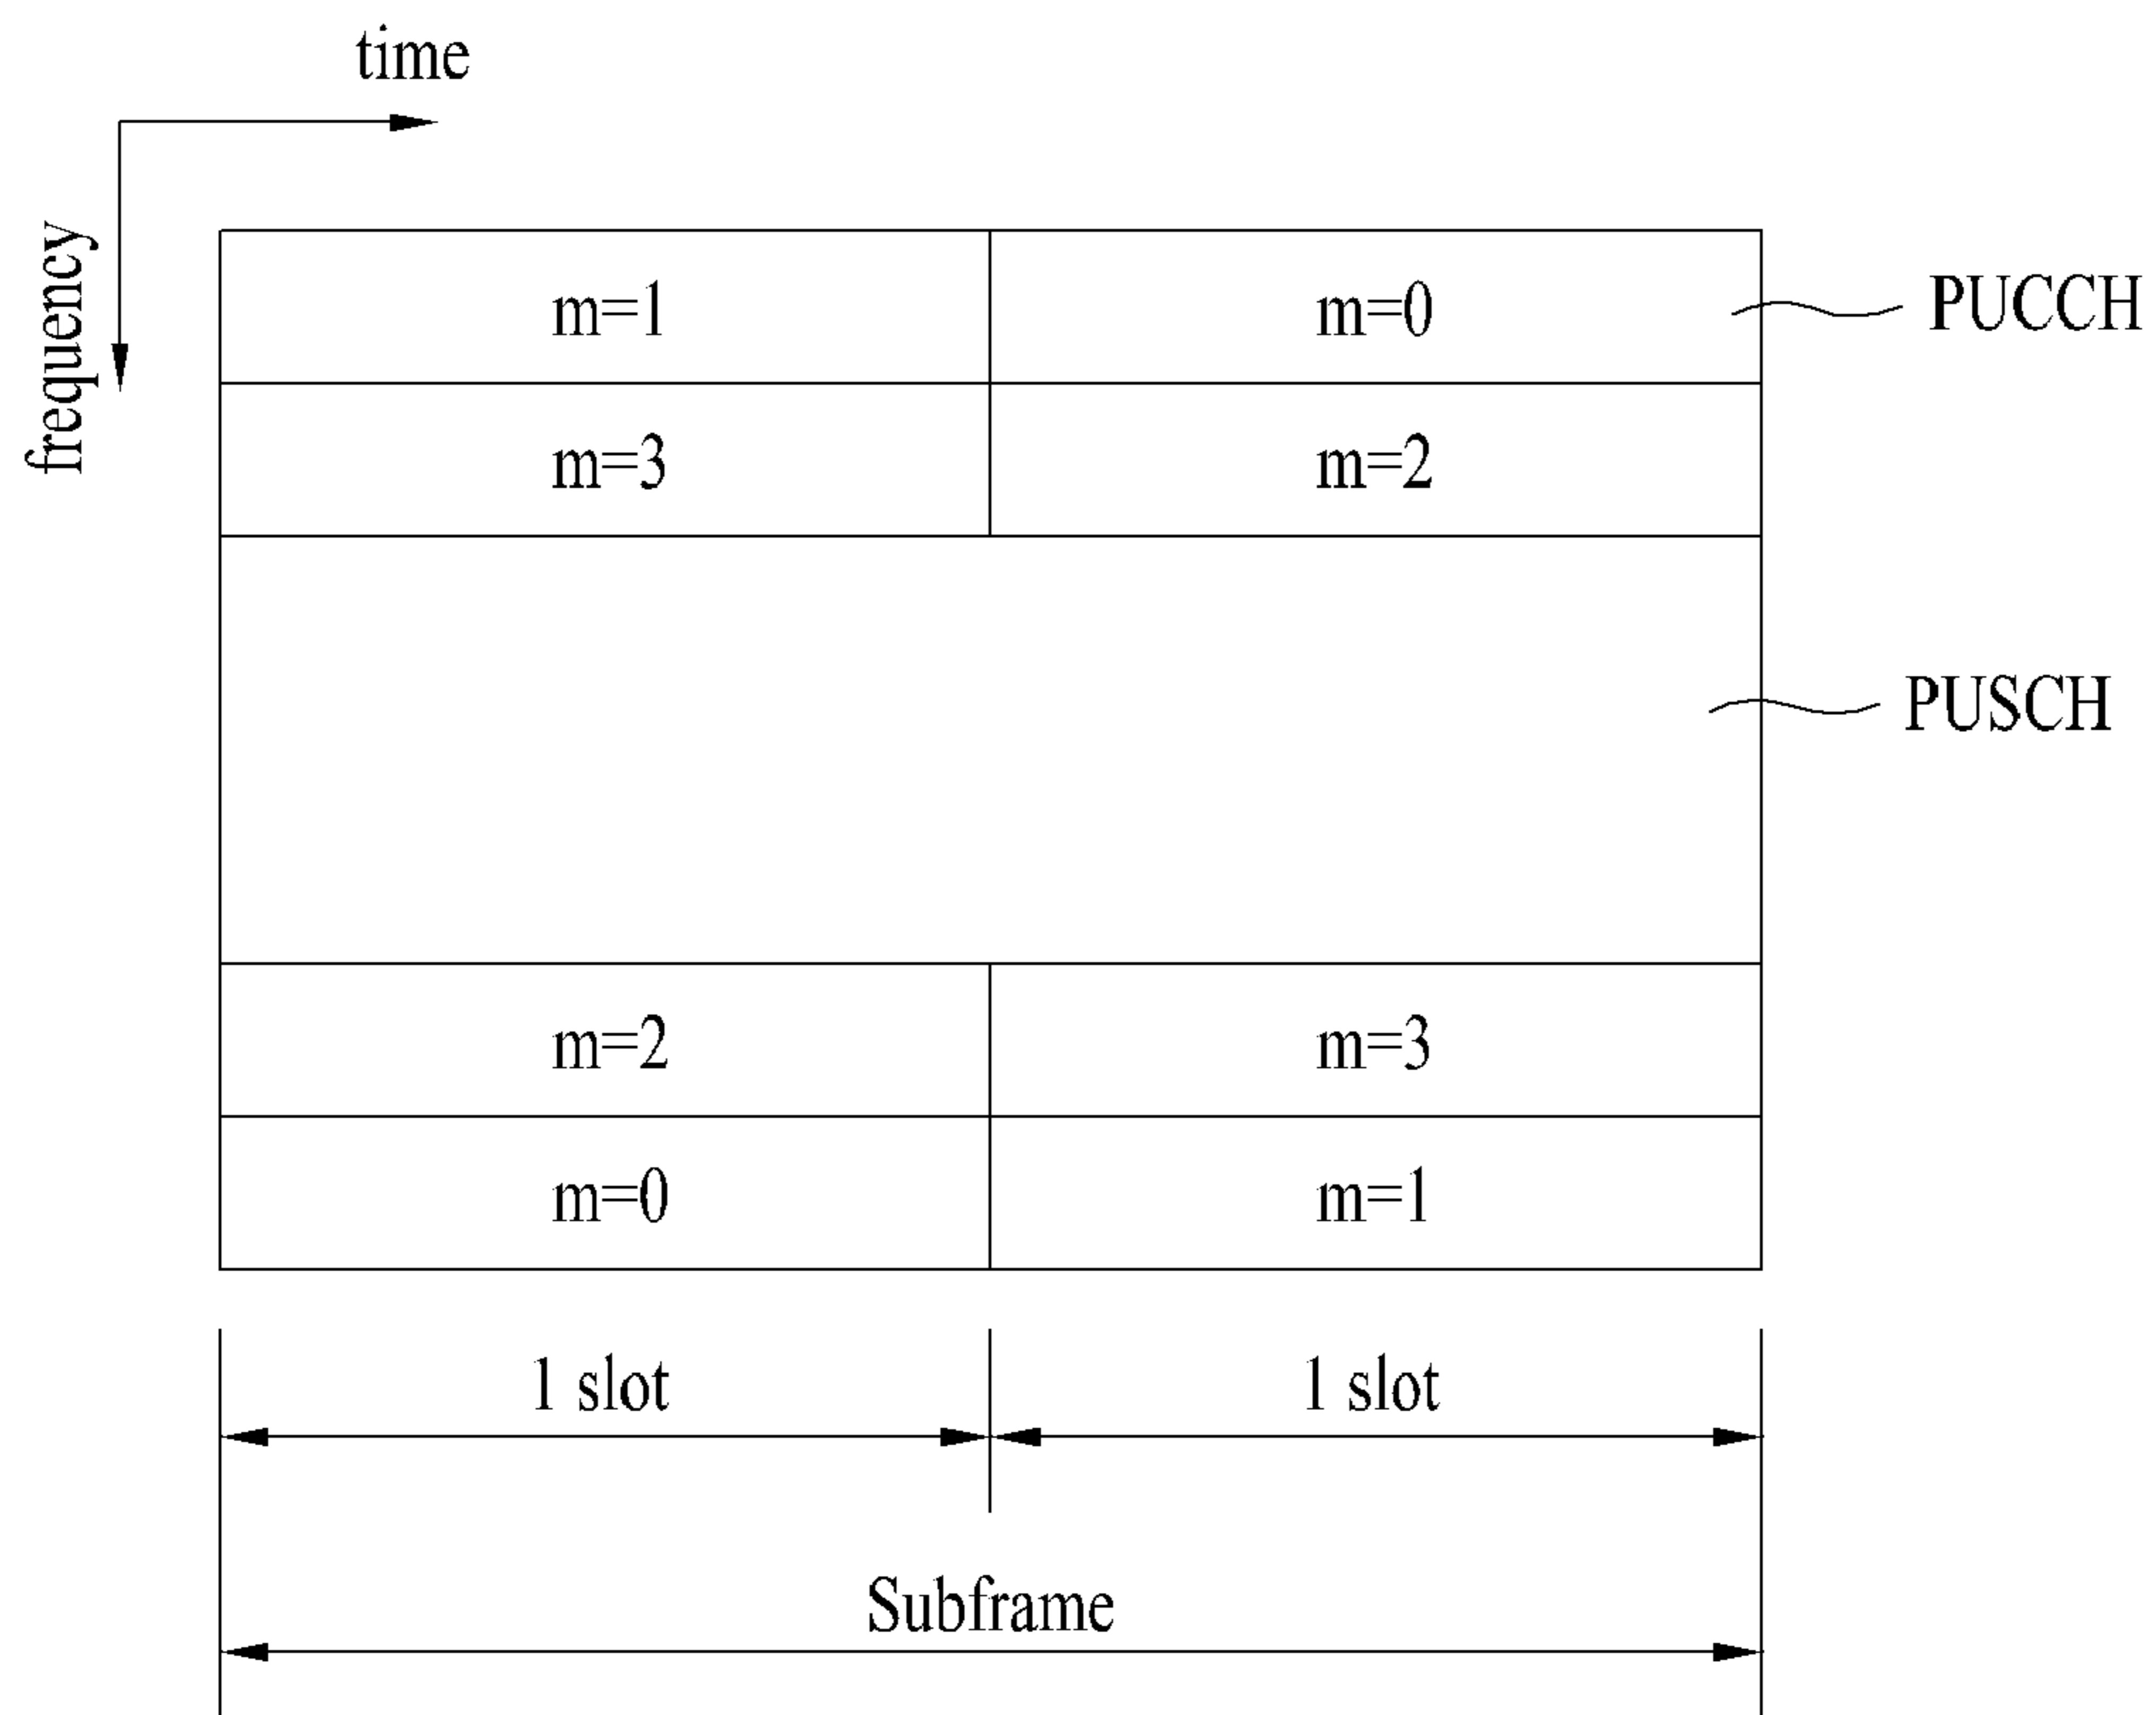 time
frequency
m=1 m=0 PUCCH
m=3 m=2
PUSCH
m=2 m=3
m=0 m=1
1 slot 1 slot
Subframe